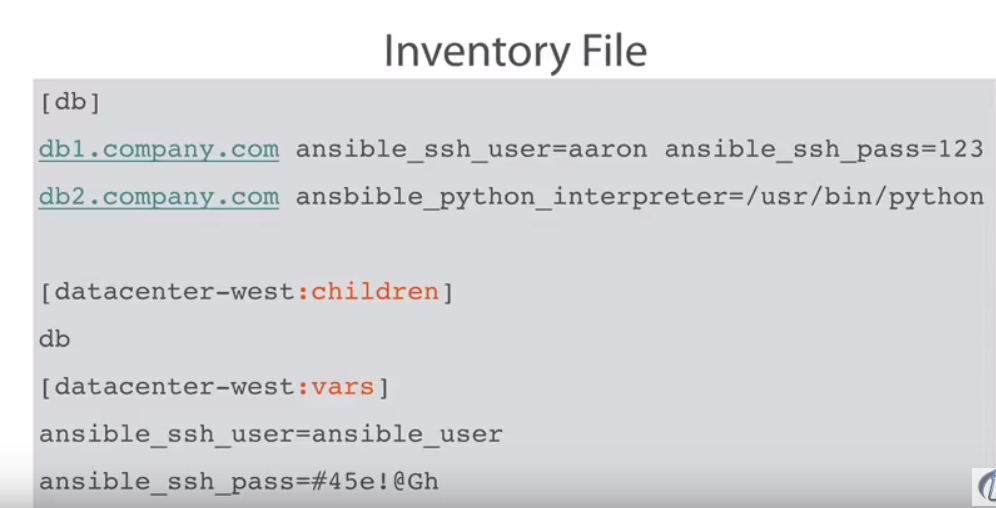 Inventory File
[db]
db1.company.com ansible_ssh_user=aaron ansible_ssh_pass=123
db2.company.com ansbible_python_interpreter=/usr/bin/python
[datacenter-west:children]
db
[datacenter-west:vars]
ansible_ssh_user=ansible_user
ansible_ssh_pass=#45e!@Gh